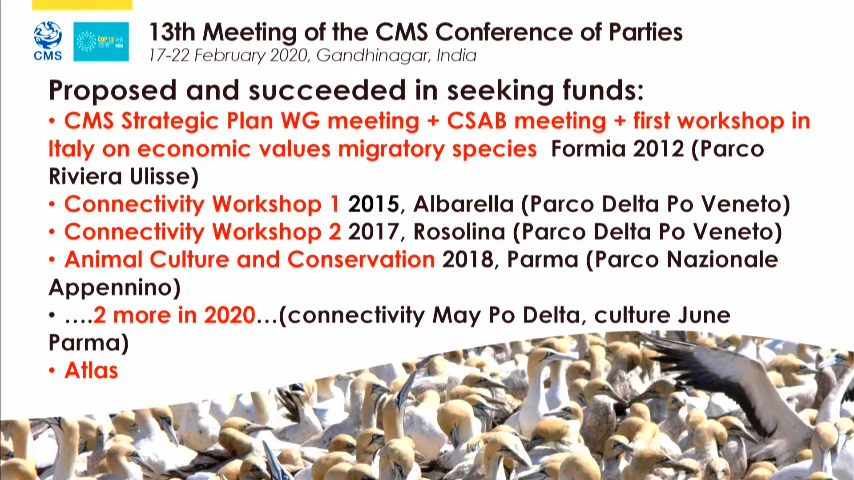 13th Meeting of the CMS Conference of Parties
17-22 February 2020, Gandhinagar, India
CMS
Proposed and succeeded in seeking funds:
• CMS Strategic Plan WG meeting + CSAB meeting + first workshop in
Italy on economic values migratory species Formia 2012 (Parco
Riviera Ulisse)
• Connectivity Workshop 1 2015, Albarella (Parco Delta Po Veneto)
• Connectivity Workshop 2 2017, Rosolina (Parco Delta Po Veneto)
• Animal Culture and Conservation 2018, Parma (Parco Nazionale
Appennino)
• ....2 more in 2020...(connectivity May Po Delta, culture June
Parma)
• Atlas